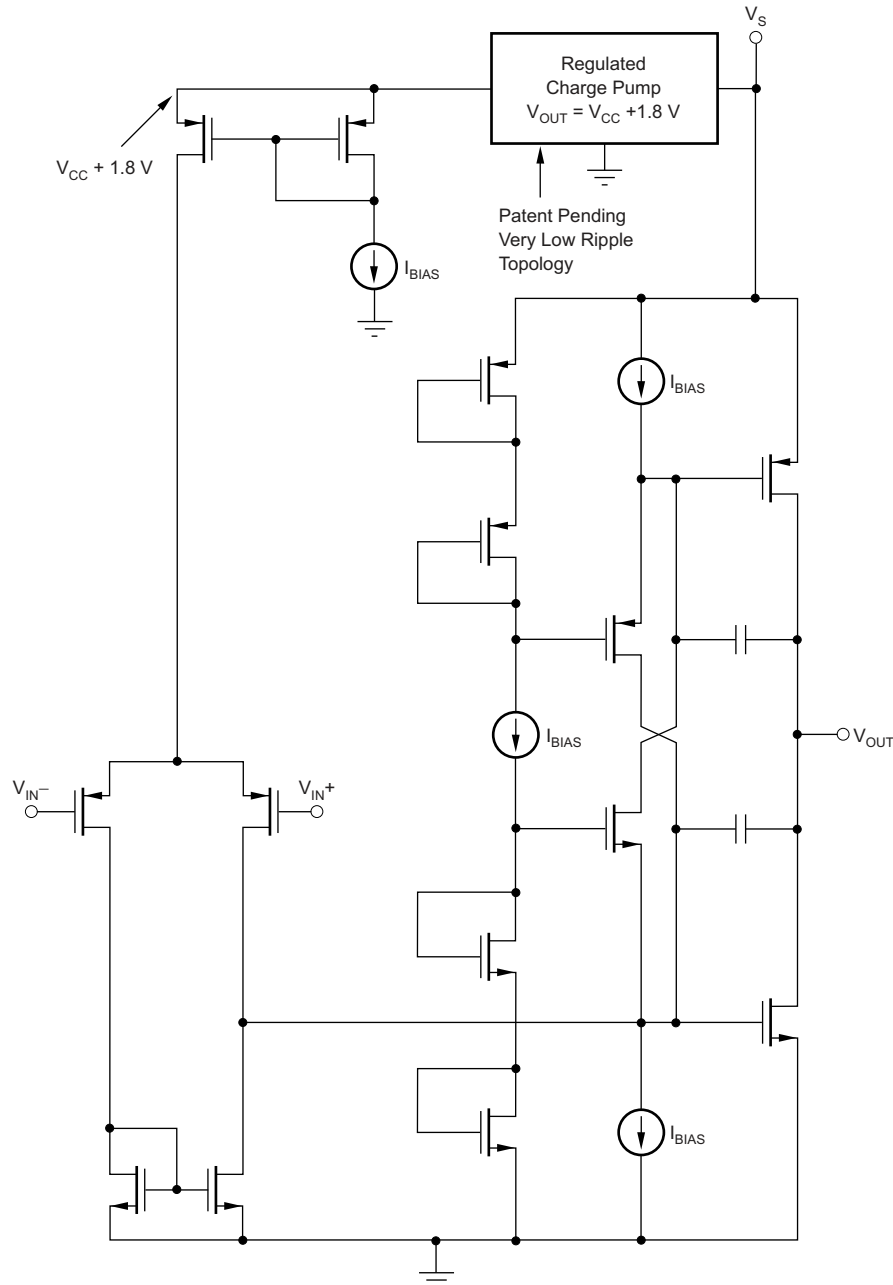 V_S
Regulated
Charge Pump
V_OUT = V_CC +1.8 V
V_CC + 1.8 V
Patent Pending
Very Low Ripple
Topology
I_BIAS
I_BIAS
I_BIAS
V_OUT
V_IN−
V_IN+
I_BIAS